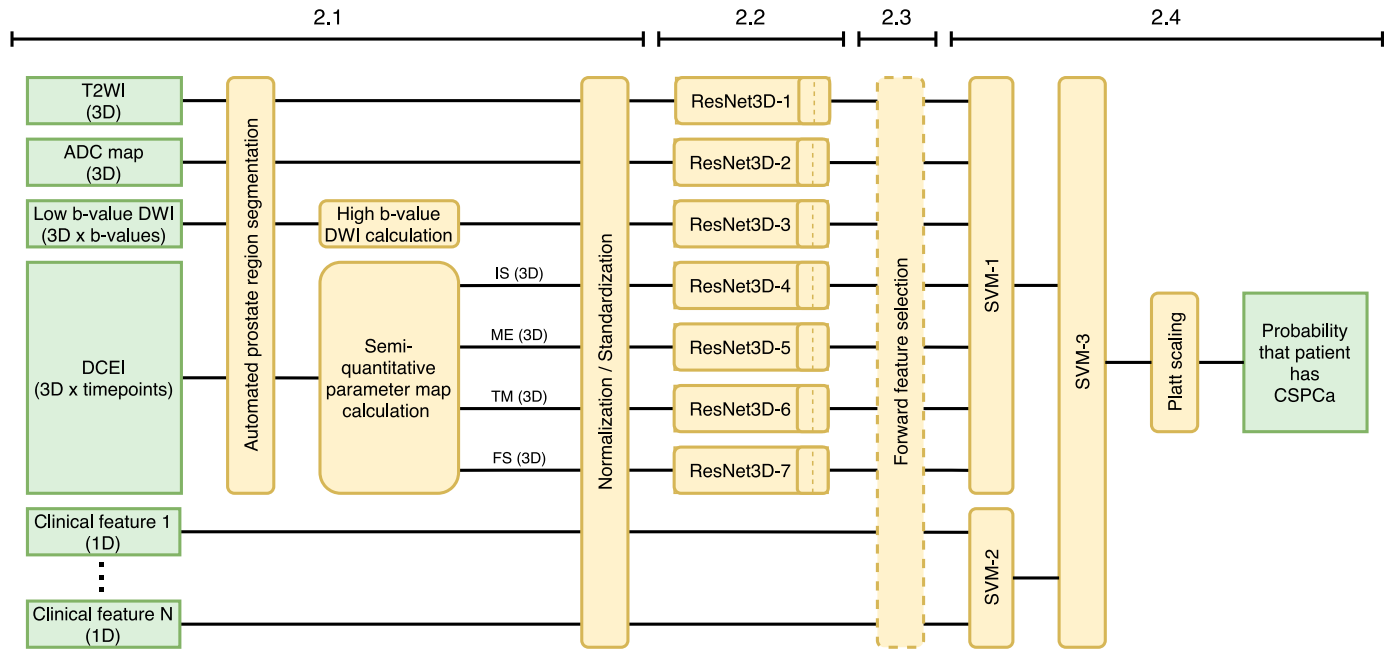 2.1
2.2
2.3
2.4
T2WI
(3D)
ADC map
(3D)
Low b-value DWI
(3D x b-values)
DCEI
(3D x timepoints)
Clinical feature 1
(1D)
Clinical feature N
(1D)
Automated prostate region segmentation
High b-value
DWI calculation
Semi-
quantitative
parameter map
calculation
IS (3D)
ME (3D)
TM (3D)
FS (3D)
Normalization / Standardization
ResNet3D-1
ResNet3D-2
ResNet3D-3
ResNet3D-4
ResNet3D-5
ResNet3D-6
ResNet3D-7
Forward feature selection
SVM-1
SVM-2
SVM-3
Platt scaling
Probability
that patient
has
CSPCa